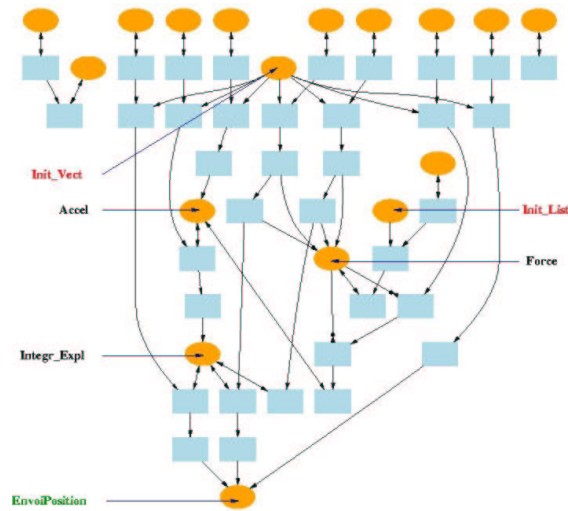 Init_Vect
Accel
Init_List
Force
Integr_Expl
EnvoiPosition